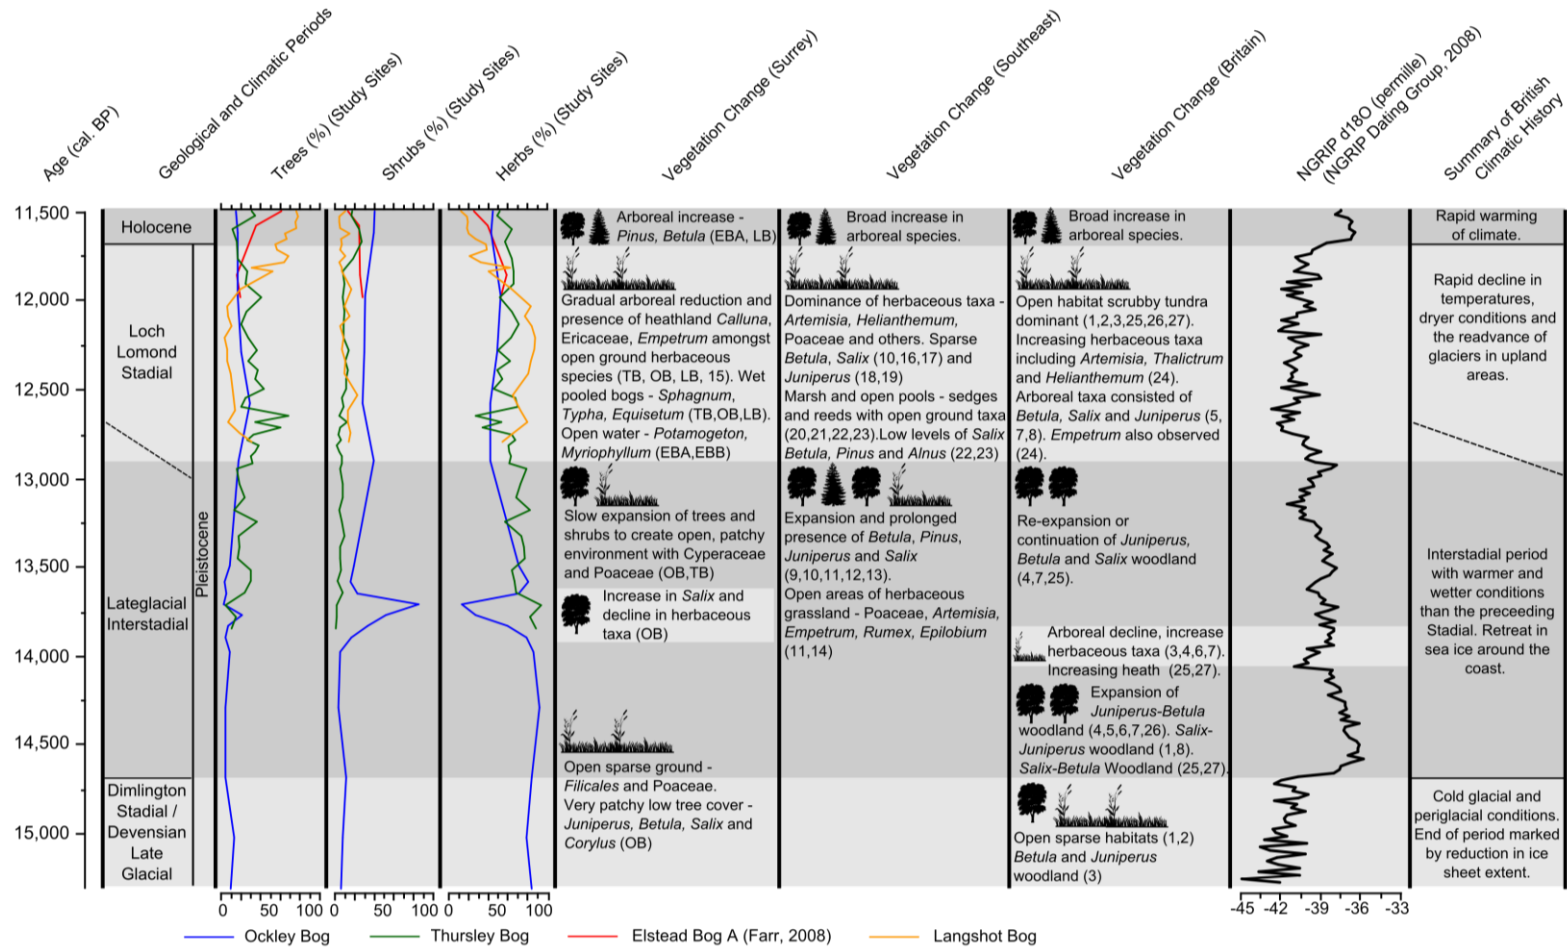 Age (cal. BP)
Geological and Climatic Periods
Trees (%) (Study Sites)
Shrubs (%) (Study Sites)
Herbs (%) (Study Sites)
Vegetation Change (Surrey)
Vegetation Change (Southeast)
Vegetation Change (Britain)
NGRIP d18O (permille)
(NGRIP Dating Group, 2008)
Summary of British
Climatic History
11,500
12,000
12,500
13,000
13,500
14,000
14,500
15,000
Holocene
Loch
Lomond
Stadial
Pleistocene
Lateglacial
Interstadial
Dimlington
Stadial /
Devensian
Late
Glacial
Arboreal increase -
Pinus, Betula (EBA, LB)
Gradual arboreal reduction and
presence of heathland Calluna,
Ericaceae, Empetrum amongst
open ground herbaceous
species (TB, OB, LB, 15). Wet
pooled bogs - Sphagnum,
Typha, Equisetum (TB,OB,LB).
Open water - Potamogeton,
Myriophyllum (EBA,EBB)
Slow expansion of trees and
shrubs to create open, patchy
environment with Cyperaceae
and Poaceae (OB,TB)
Increase in Salix and
decline in herbaceous
taxa (OB)
Open sparse ground -
Filicales and Poaceae.
Very patchy low tree cover -
Juniperus, Betula, Salix and
Corylus (OB)
Broad increase in
arboreal species.
Dominance of herbaceous taxa -
Artemisia, Helianthemum,
Poaceae and others. Sparse
Betula, Salix (10,16,17) and
Juniperus (18,19)
Marsh and open pools - sedges
and reeds with open ground taxa
(20,21,22,23).Low levels of Salix
Betula, Pinus and Alnus (22,23)
Expansion and prolonged
presence of Betula, Pinus,
Juniperus and Salix
(9,10,11,12,13).
Open areas of herbaceous
grassland - Poaceae, Artemisia,
Empetrum, Rumex, Epilobium
(11,14)
Broad increase in
arboreal species.
Open habitat scrubby tundra
dominant (1,2,3,25,26,27).
Increasing herbaceous taxa
including Artemisia, Thalictrum
and Helianthemum (24).
Arboreal taxa consisted of
Betula, Salix and Juniperus (5,
7,8). Empetrum also observed
(24).
Re-expansion or
continuation of Juniperus,
Betula and Salix woodland
(4,7,25).
Arboreal decline, increase
herbaceous taxa (3,4,6,7).
Increasing heath (25,27).
Expansion of
Juniperus-Betula
woodland (4,5,6,7,26). Salix-
Juniperus woodland (1,8).
Salix-Betula Woodland (25,27).
Open sparse habitats (1,2)
Betula and Juniperus
woodland (3)
Rapid warming
of climate.
Rapid decline in
temperatures,
dryer conditions and
the readvance of
glaciers in upland
areas.
Interstadial period
with warmer and
wetter conditions
than the preceeding
Stadial. Retreat in
sea ice around the
coast.
Cold glacial and
periglacial conditions.
End of period marked
by reduction in ice
sheet extent.
0 50 100
0 50 100
0 50 100
-45 -42 -39 -36 -33
Ockley Bog
Thursley Bog
Elstead Bog A (Farr, 2008)
Langshot Bog